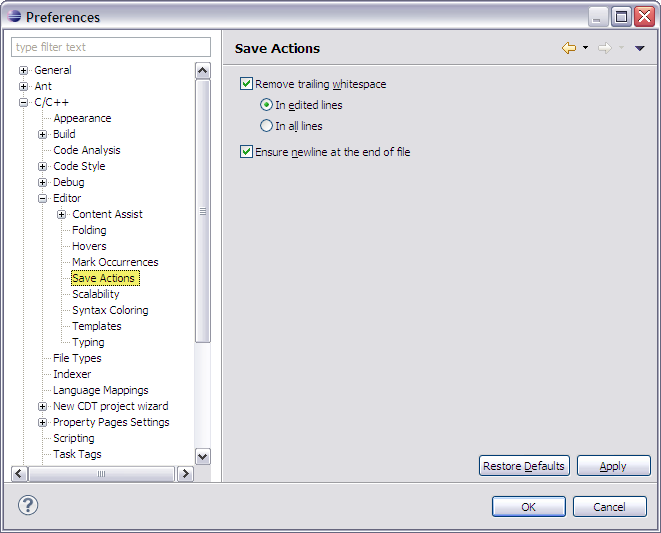 Preferences
type filter text
General
Ant
C/C++
Appearance
Build
Code Analysis
Code Style
Debug
Editor
Content Assist
Folding
Hovers
Mark Occurrences
Save Actions
Scalability
Syntax Coloring
Templates
Typing
File Types
Indexer
Language Mappings
New CDT project wizard
Property Pages Settings
Scripting
Task Tags
Save Actions
Remove trailing whitespace
In edited lines
In all lines
Ensure newline at the end of file
Restore Defaults
Apply
?
OK
Cancel